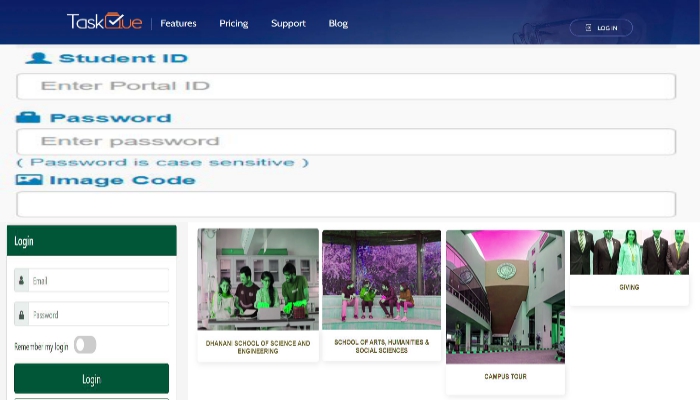 TaskQue
Features
Pricing
Support
Blog
LOG IN
Student ID
Enter Portal ID
Password
Enter password
( Password is case sensitive )
Image Code
Login
Email
Password
Remember my login
Login
DHANANI SCHOOL OF SCIENCE AND
ENGINEERING
SCHOOL OF ARTS, HUMANITIES &
SOCIAL SCIENCES
CAMPUS TOUR
GIVING